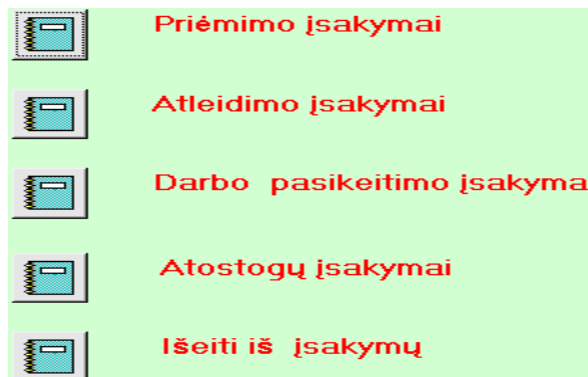 Priėmimo įsakymai
Atleidimo įsakymai
Darbo pasikeitimo įsakyma
Atostogų įsakymai
Išeiti iš įsakymų